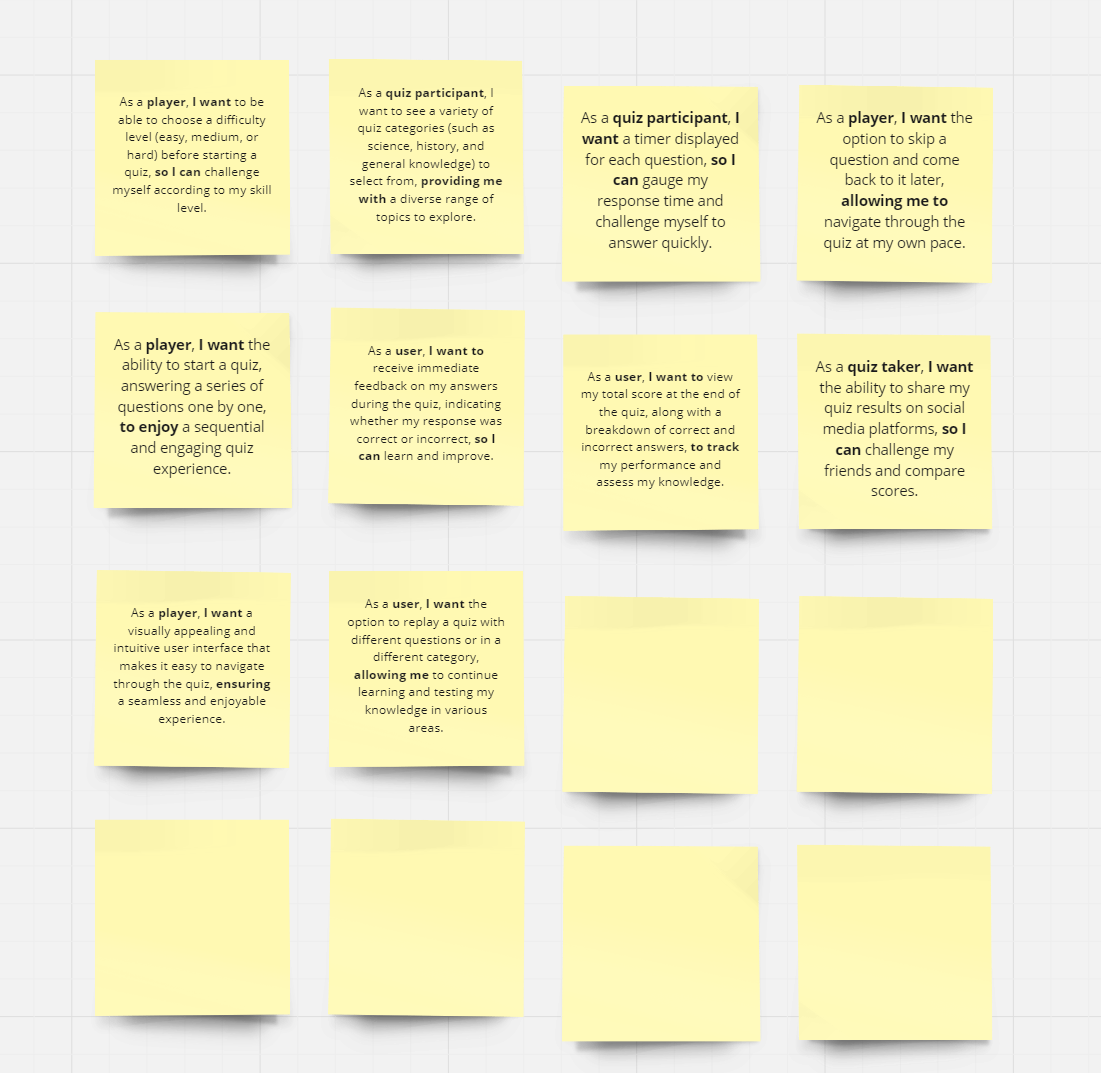 As a player, I want to be
able to choose a difficulty
level (easy, medium, or
hard) before starting a
quiz, so I can challenge
myself according to my skill
level.
As a quiz participant, I
want to see a variety of
quiz categories (such as
science, history, and
general knowledge) to
select from, providing me
with a diverse range of
topics to explore.
As a quiz participant, I
want a timer displayed
for each question, so I
can gauge my
response time and
challenge myself to
answer quickly.
As a player, I want the
option to skip a
question and come
back to it later,
allowing me to
navigate through the
quiz at my own pace.
As a player, I want the
ability to start a quiz,
answering a series of
questions one by one,
to enjoy a sequential
and engaging quiz
experience.
As a user, I want to
receive immediate
feedback on my answers
during the quiz, indicating
whether my response was
correct or incorrect, so I
can learn and improve.
As a user, I want to view
my total score at the end of
the quiz, along with a
breakdown of correct and
incorrect answers, to track
my performance and
assess my knowledge.
As a quiz taker, I want
the ability to share my
quiz results on social
media platforms, so I
can challenge my
friends and compare
scores.
As a player, I want a
visually appealing and
intuitive user interface that
makes it easy to navigate
through the quiz, ensuring
a seamless and enjoyable
experience.
As a user, I want the
option to replay a quiz with
different questions or in a
different category,
allowing me to continue
learning and testing my
knowledge in various
areas.